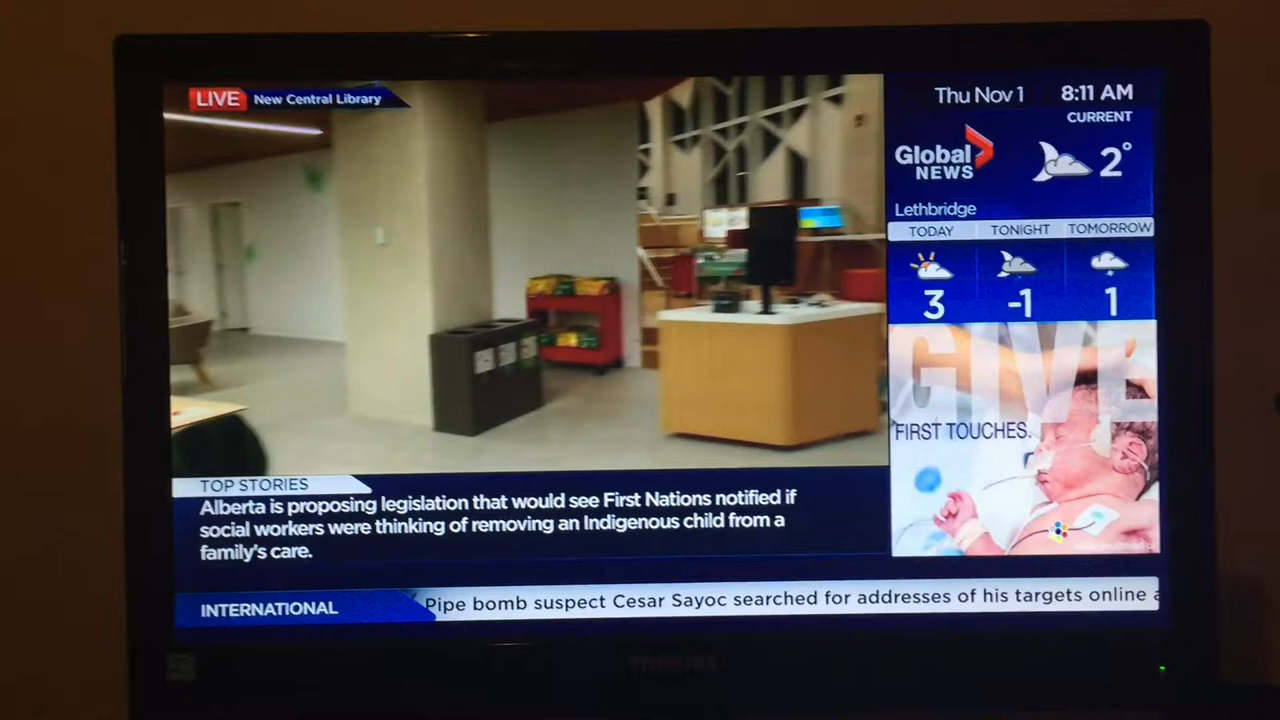 LIVE New Central Library
Thu Nov 1 8:11 AM
CURRENT
Global
NEWS
2°
Lethbridge
TODAY TONIGHT TOMORROW
3 -1 1
GIVE
FIRST TOUCHES.
TOP STORIES
Alberta is proposing legislation that would see First Nations notified if
social workers were thinking of removing an Indigenous child from a
family's care.
INTERNATIONAL
Pipe bomb suspect Cesar Sayoc searched for addresses of his targets online a
TOSHIBA